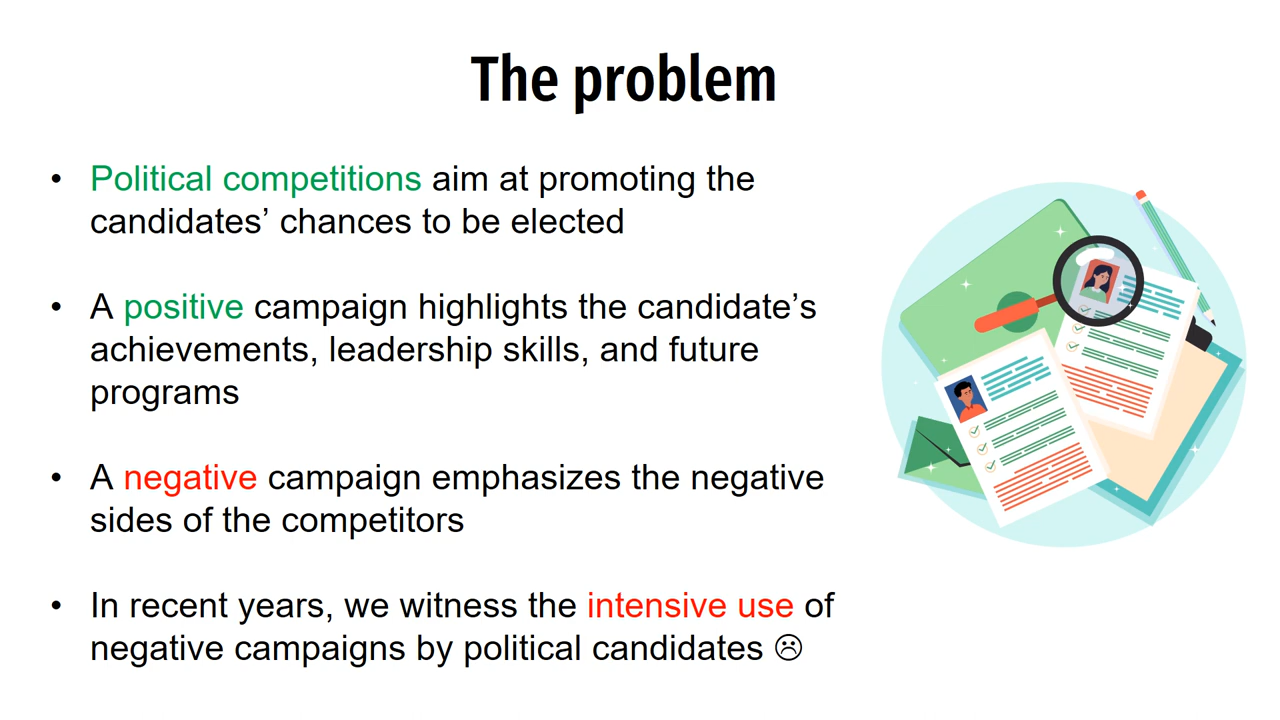 The problem
• Political competitions aim at promoting the
candidates’ chances to be elected
• A positive campaign highlights the candidate’s
achievements, leadership skills, and future
programs
• A negative campaign emphasizes the negative
sides of the competitors
• In recent years, we witness the intensive use of
negative campaigns by political candidates ☹